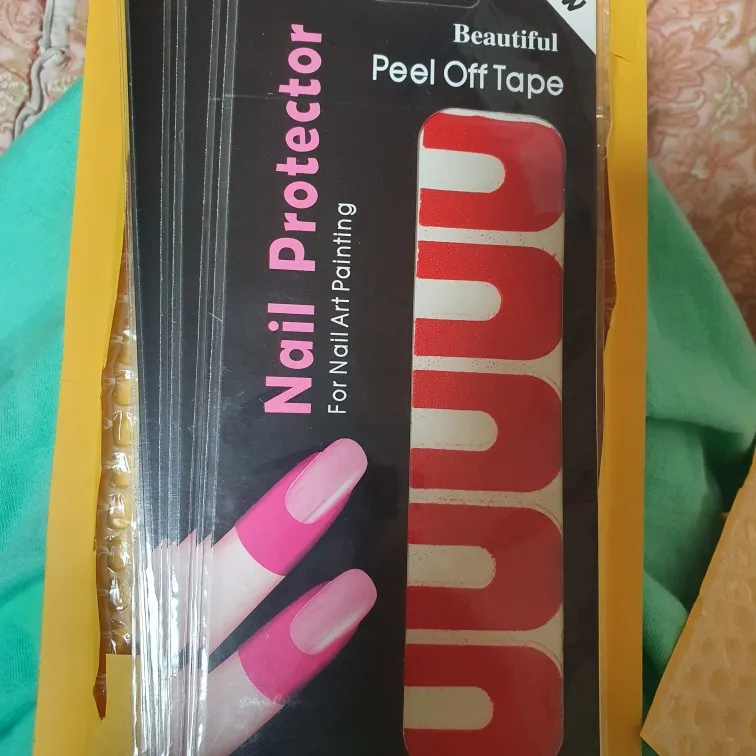 Beautiful
Peel Off Tape
Nail Protector
For Nail Art Painting